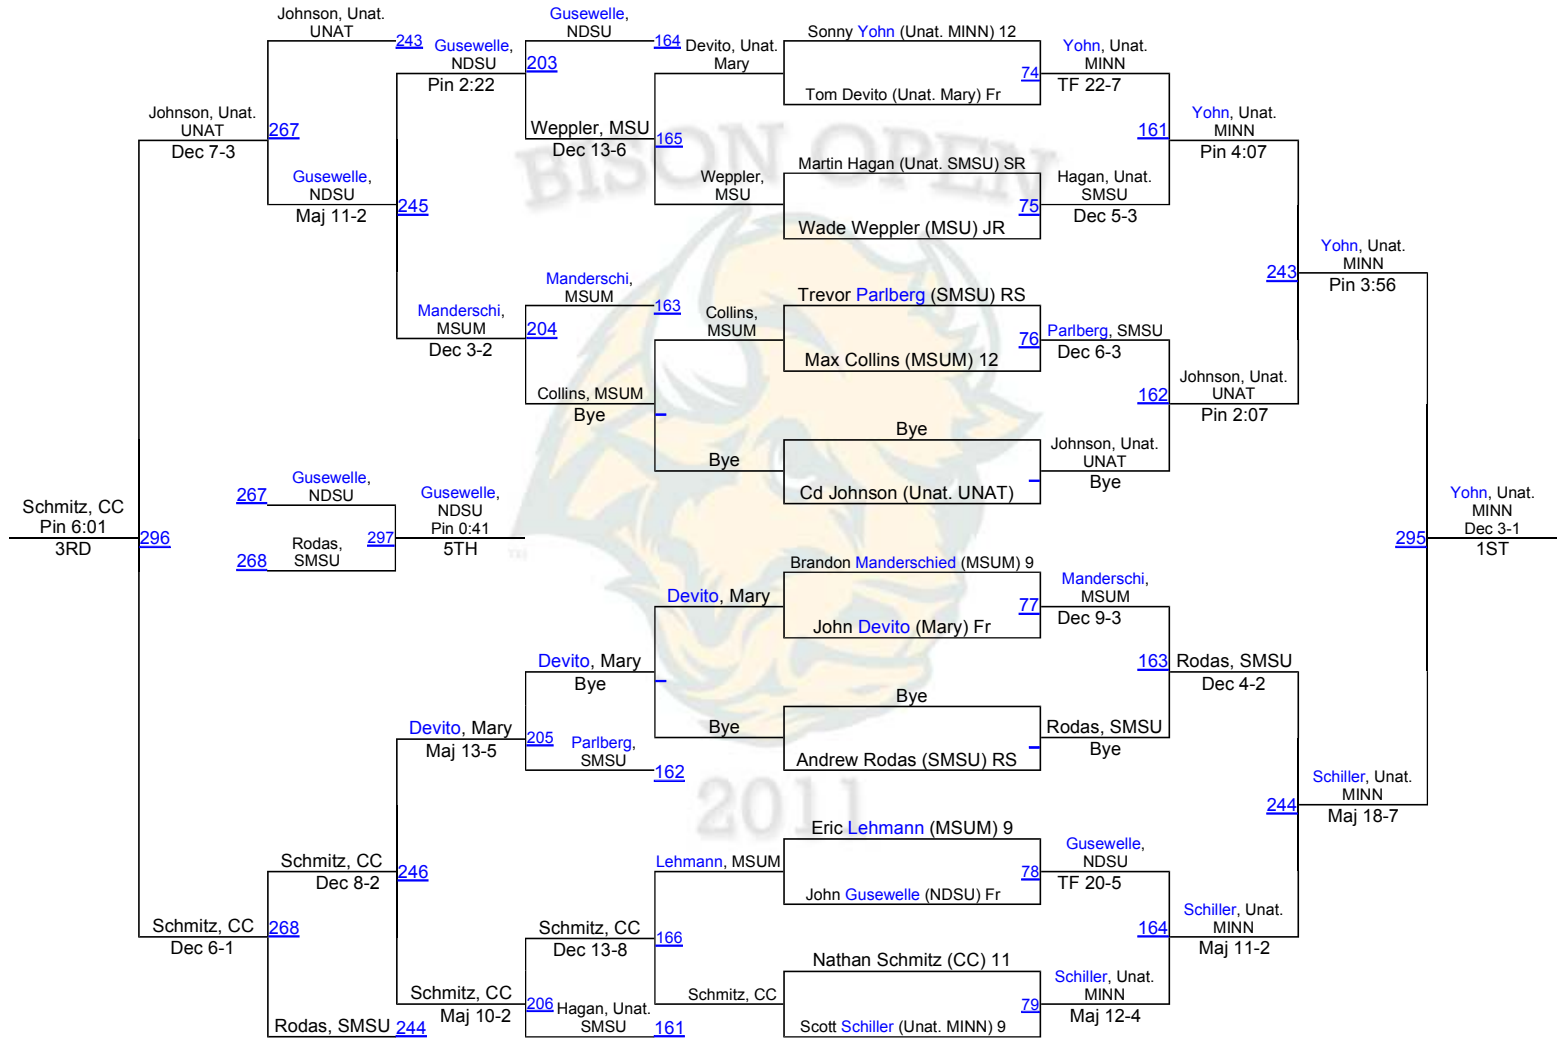 Johnson, Unat.
UNAT
243
Gusewelle,
NDSU
Pin 2:22
203
Gusewelle,
NDSU
164
Devito, Unat.
Mary
Sonny Yohn (Unat. MINN) 12
74
Tom Devito (Unat. Mary) Fr
Yohn, Unat.
MINN
TF 22-7
Johnson, Unat.
UNAT
Dec 7-3
267
Weppler, MSU
Dec 13-6
165
161
Yohn, Unat.
MINN
Pin 4:07
BISON OPEN
Gusewelle,
NDSU
Maj 11-2
245
Weppler,
MSU
Martin Hagan (Unat. SMSU) SR
75
Wade Weppler (MSU) JR
Hagan, Unat.
SMSU
Dec 5-3
243
Yohn, Unat.
MINN
Pin 3:56
Manderschi,
MSUM
Dec 3-2
204
Manderschi,
MSUM
163
Collins,
MSUM
Trevor Parlberg (SMSU) RS
76
Max Collins (MSUM) 12
Parlberg, SMSU
Dec 6-3
162
Johnson, Unat.
UNAT
Pin 2:07
Collins, MSUM
Bye
Bye
Bye
Cd Johnson (Unat. UNAT)
Johnson, Unat.
UNAT
Bye
Schmitz, CC
Pin 6:01
3RD
296
267
Gusewelle,
NDSU
268
Rodas,
SMSU
297
Gusewelle,
NDSU
Pin 0:41
5TH
295
Yohn, Unat.
MINN
Dec 3-1
1ST
Devito, Mary
Brandon Manderschied (MSUM) 9
77
John Devito (Mary) Fr
Manderschi,
MSUM
Dec 9-3
Devito, Mary
Bye
163
Rodas, SMSU
Dec 4-2
Devito, Mary
Maj 13-5
205
Parlberg,
SMSU
162
Bye
Bye
Andrew Rodas (SMSU) RS
Rodas, SMSU
Bye
2011
244
Schiller, Unat.
MINN
Maj 18-7
Schmitz, CC
Dec 8-2
246
Lehmann, MSUM
Eric Lehmann (MSUM) 9
78
John Gusewelle (NDSU) Fr
Gusewelle,
NDSU
TF 20-5
Schmitz, CC
Dec 6-1
268
Schmitz, CC
Dec 13-8
166
164
Schiller, Unat.
MINN
Maj 11-2
Rodas, SMSU
244
Schmitz, CC
Maj 10-2
206
Hagan, Unat.
SMSU
161
Schmitz, CC
Nathan Schmitz (CC) 11
79
Scott Schiller (Unat. MINN) 9
Schiller, Unat.
MINN
Maj 12-4